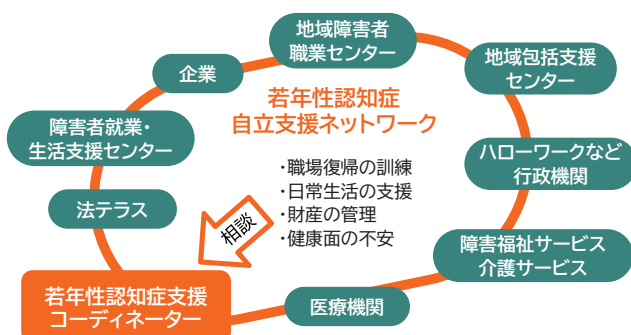 地域障害者
職業センター
企業
地域包括支援
センター
若年性認知症
自立支援ネットワーク
障害者就業・
生活支援センター
ハローワークなど
行政機関
・職場復帰の訓練
・日常生活の支援
・財産の管理
・健康面の不安
法テラス
相談
障害福祉サービス
介護サービス
若年性認知症支援
コーディネーター
医療機関